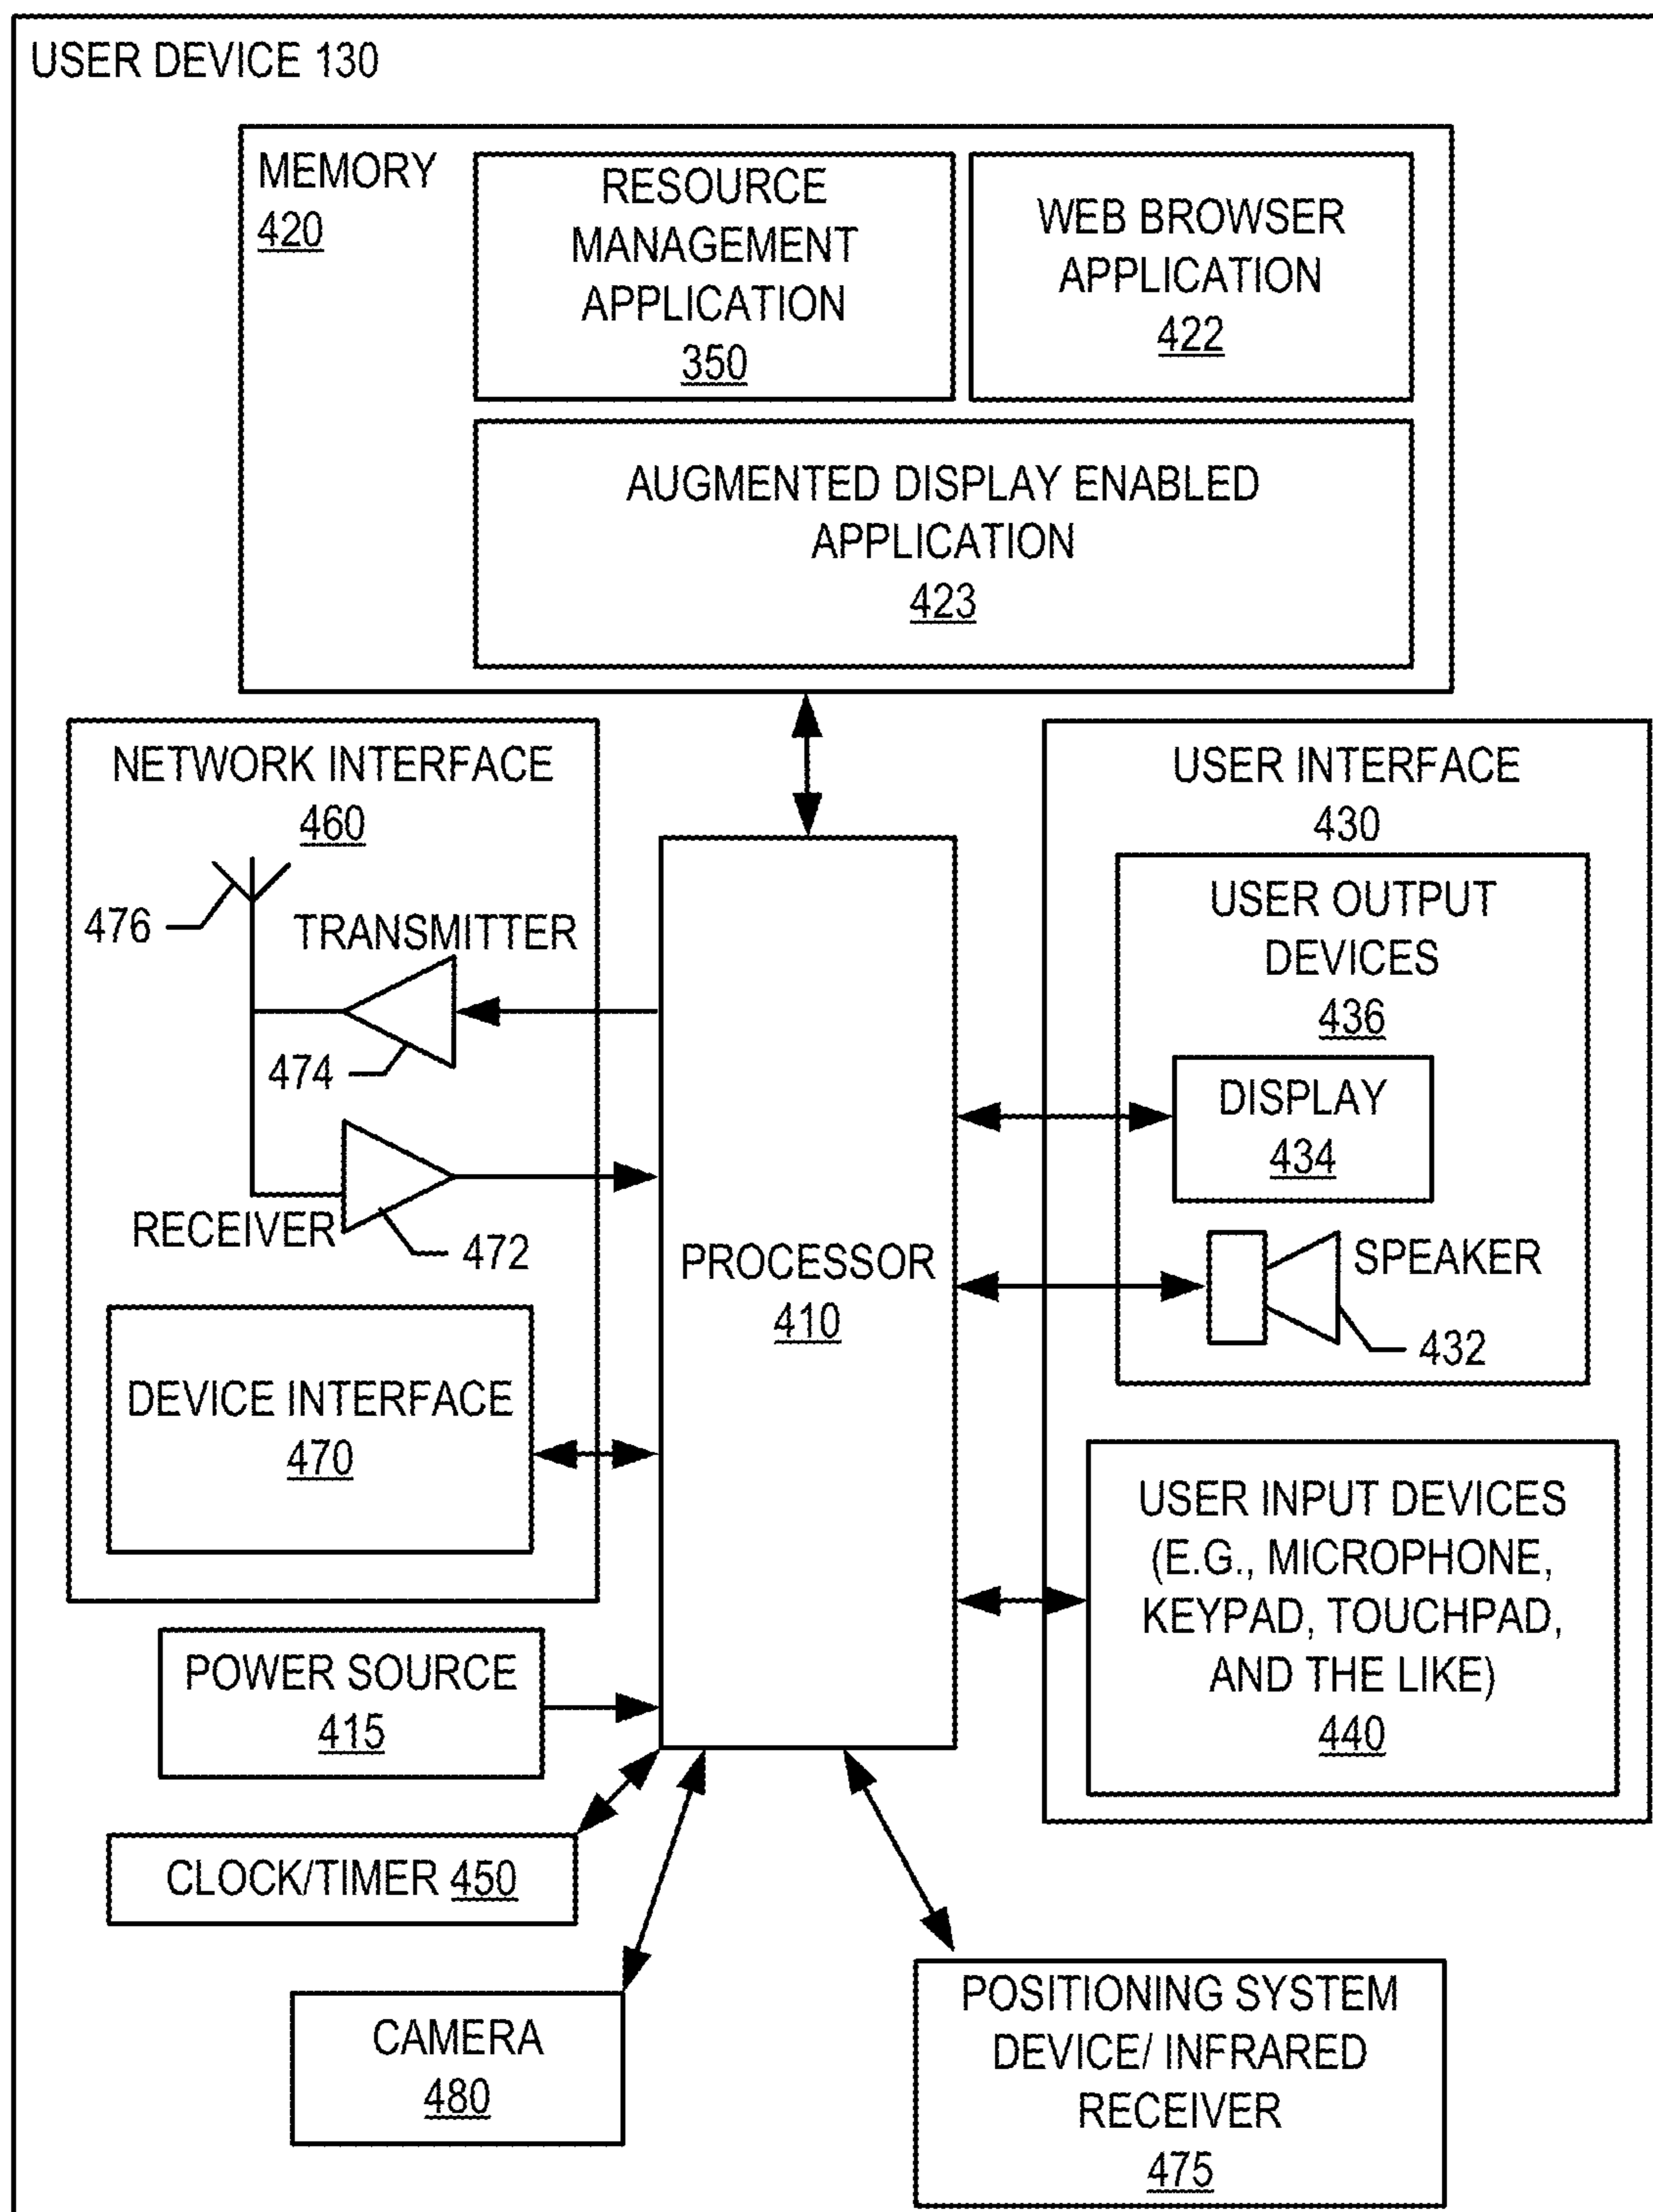 USER DEVICE 130
MEMORY
420
RESOURCE
MANAGEMENT
APPLICATION
350
WEB BROWSER
APPLICATION
422
AUGMENTED DISPLAY ENABLED
APPLICATION
423
NETWORK INTERFACE
460
476
TRANSMITTER
474
RECEIVER
472
DEVICE INTERFACE
470
PROCESSOR
410
USER INTERFACE
430
USER OUTPUT
DEVICES
436
DISPLAY
434
SPEAKER
432
USER INPUT DEVICES
(E.G., MICROPHONE,
KEYPAD, TOUCHPAD,
AND THE LIKE)
440
POWER SOURCE
415
CLOCK/TIMER 450
CAMERA
480
POSITIONING SYSTEM
DEVICE/ INFRARED
RECEIVER
475